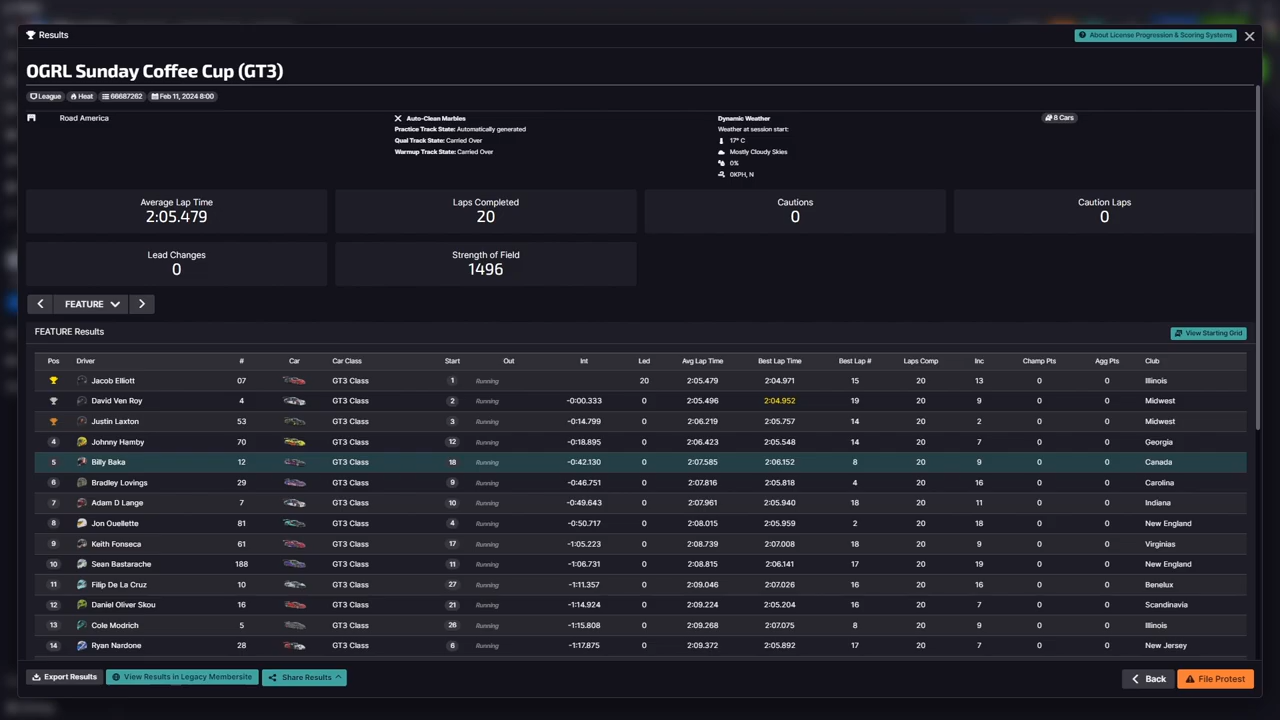 Results
About License Progression & Scoring Systems
OGRL Sunday Coffee Cup (GT3)
League Heat 66687262 Feb 11, 2024 8:00
Road America
Auto-Clean Marbles
Practice Track State: Automatically generated
Qual Track State: Carried Over
Warmup Track State: Carried Over
Dynamic Weather
Weather at session start:
17° C
Mostly Cloudy Skies
0%
0KPH, N
8 Cars
Average Lap Time
2:05.479
Laps Completed
20
Cautions
0
Caution Laps
0
Lead Changes
0
Strength of Field
1496
FEATURE
FEATURE Results
View Starting Grid
Pos Driver # Car Car Class Start Out Int Led Avg Lap Time Best Lap Time Best Lap # Laps Comp Inc Champ Pts Agg Pts Club
Jacob Elliott 07 GT3 Class 1 Running 20 2:05.479 2:04.971 15 20 13 0 0 Illinois
David Ven Roy 4 GT3 Class 2 Running -0:00.333 0 2:05.496 2:04.952 19 20 9 0 0 Midwest
Justin Laxton 53 GT3 Class 3 Running -0:14.799 0 2:06.219 2:05.757 14 20 2 0 0 Midwest
4 Johnny Hamby 70 GT3 Class 12 Running -0:18.895 0 2:06.423 2:05.548 14 20 7 0 0 Georgia
5 Billy Baka 12 GT3 Class 18 Running -0:42.130 0 2:07.585 2:06.152 8 20 9 0 0 Canada
6 Bradley Lovings 29 GT3 Class 9 Running -0:46.751 0 2:07.816 2:05.818 4 20 16 0 0 Carolina
7 Adam D Lange 7 GT3 Class 10 Running -0:49.643 0 2:07.961 2:05.940 18 20 11 0 0 Indiana
8 Jon Ouellette 81 GT3 Class 4 Running -0:50.717 0 2:08.015 2:05.959 2 20 18 0 0 New England
9 Keith Fonseca 61 GT3 Class 17 Running -1:05.223 0 2:08.739 2:07.008 18 20 9 0 0 Virginias
10 Sean Bastarache 188 GT3 Class 11 Running -1:06.731 0 2:08.815 2:06.141 17 20 19 0 0 New England
11 Filip De La Cruz 10 GT3 Class 27 Running -1:11.357 0 2:09.046 2:07.026 16 20 16 0 0 Benelux
12 Daniel Oliver Skou 16 GT3 Class 21 Running -1:14.924 0 2:09.224 2:05.204 16 20 7 0 0 Scandinavia
13 Cole Modrich 5 GT3 Class 26 Running -1:15.808 0 2:09.268 2:07.075 8 20 9 0 0 Illinois
14 Ryan Nardone 28 GT3 Class 6 Running -1:17.875 0 2:09.372 2:05.892 17 20 7 0 0 New Jersey
Export Results View Results in Legacy Membersite Share Results
Back File Protest